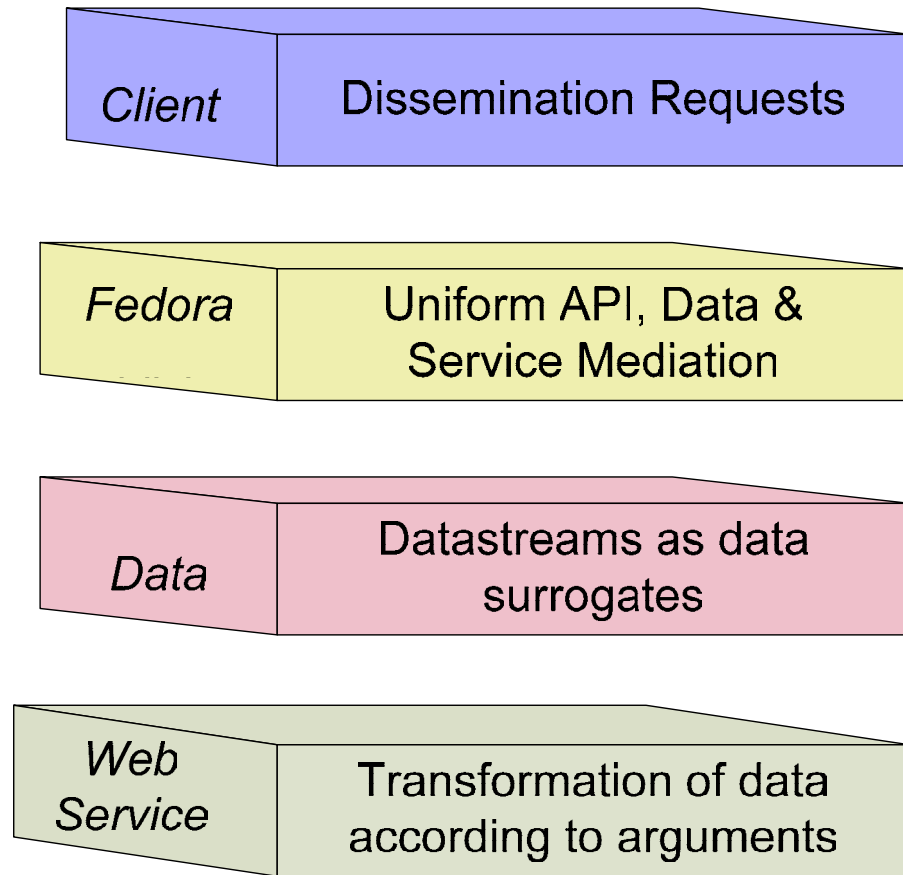 Client
Dissemination Requests
Fedora
Uniform API, Data &
Service Mediation
Data
Datastreams as data
surrogates
Web
Service
Transformation of data
according to arguments